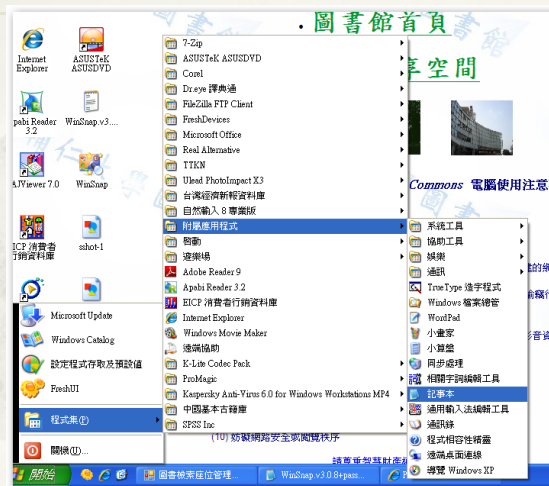 圖書館首頁
享空間
Internet Explorer
ASUSTeK ASUSDVD
pabi Reader 3.2
WinSnap.v3....
AJViewer 7.0
WinSnap
EICP 消費者
行銷資料庫
sshot-1
Commons 電腦使用注意
Microsoft Update
Windows Catalog
設定程式存取及預設值
FreshUI
程式集(P)
關機(U)...
7-Zip
ASUSTeK ASUSDVD
Corel
Dr.eye 譯典通
FileZilla FTP Client
FreshDevices
Microsoft Office
Real Alternative
TTKN
Ulead PhotoImpact X3
台灣經濟新報資料庫
自然輸入 8 專業版
附屬應用程式
啟動
遊樂場
Adobe Reader 9
Apabi Reader 3.2
EICP 消費者行銷資料庫
Internet Explorer
Windows Movie Maker
遠端協助
K-Lite Codec Pack
ProMagic
Kaspersky Anti-Virus 6.0 for Windows Workstations MP4
中國基本古籍庫
SPSS Inc
系統工具
協助工具
娛樂
通訊
TrueType 造字程式
Windows 檔案總管
WordPad
小畫家
小算盤
同步處理
相關字詞編輯工具
記事本
通用輸入法編輯工具
通訊錄
程式相容性精靈
遠端桌面連線
導覽 Windows XP
(10) 妨礙網路安全或閱覽秩序
請尊重智慧財產
開始
圖書檢索座位管理...
WinSnap.v3.0.8+pass...